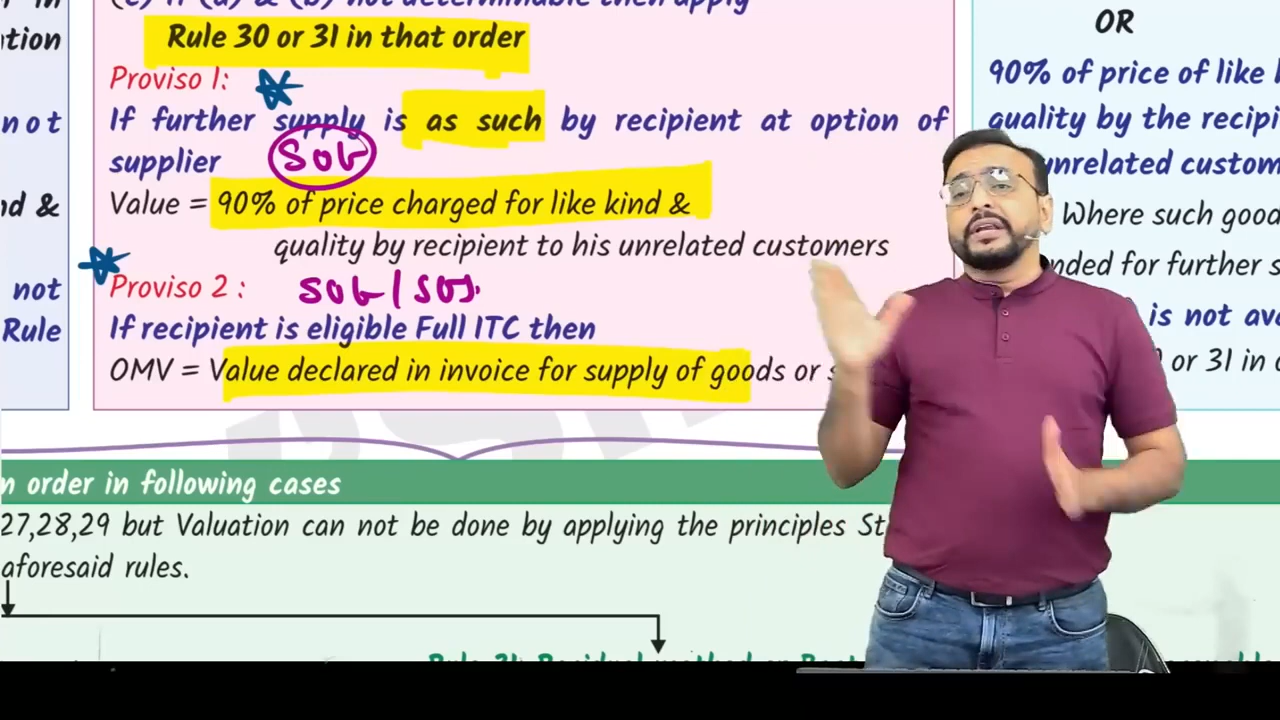 tion
not
nd &
not
Rule
(c) If (a) & (b) not determinable then apply
Rule 30 or 31 in that order
Proviso 1:
If further supply is as such by recipient at option of
supplier
SOG
Value = 90% of price charged for like kind &
quality by recipient to his unrelated customers
Proviso 2 :
SOG / SOS.
If recipient is eligible Full ITC then
OMV = Value declared in invoice for supply of goods or
OR
90% of price of like
quality by the recipi
unrelated custom
Where such good
nded for further s
is not ava
or 31 in
n order in following cases
27,28,29 but Valuation can not be done by applying the principles St
aforesaid rules.